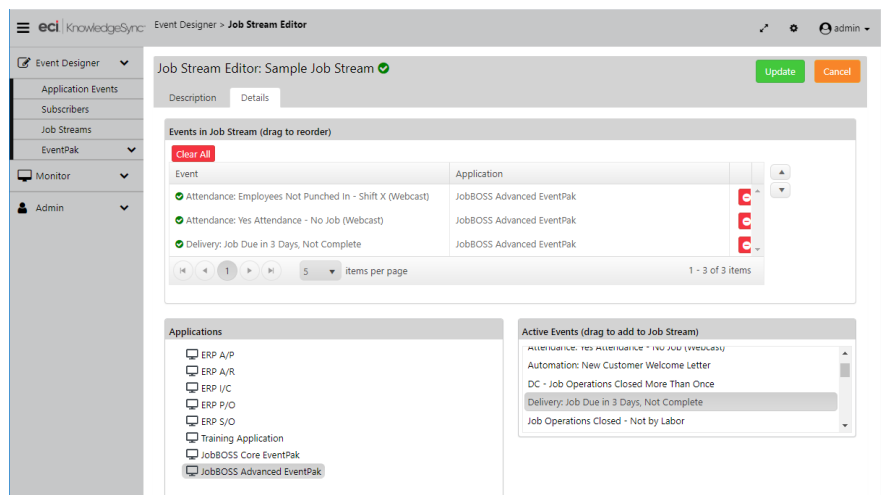 eci KnowledgeSync
Event Designer > Job Stream Editor
admin
Event Designer
Application Events
Subscribers
Job Streams
EventPak
Monitor
Admin
Job Stream Editor: Sample Job Stream
Update
Cancel
Description
Details
Events in Job Stream (drag to reorder)
Clear All
Event
Application
Attendance: Employees Not Punched In - Shift X (Webcast)
JobBOSS Advanced EventPak
Attendance: Yes Attendance - No Job (Webcast)
JobBOSS Advanced EventPak
Delivery: Job Due in 3 Days, Not Complete
JobBOSS Advanced EventPak
1
5
items per page
1 - 3 of 3 items
Applications
ERP A/P
ERP A/R
ERP I/C
ERP P/O
ERP S/O
Training Application
JobBOSS Core EventPak
JobBOSS Advanced EventPak
Active Events (drag to add to Job Stream)
Attendance: Yes Attendance - No Job (Webcast)
Automation: New Customer Welcome Letter
DC - Job Operations Closed More Than Once
Delivery: Job Due in 3 Days, Not Complete
Job Operations Closed - Not by Labor